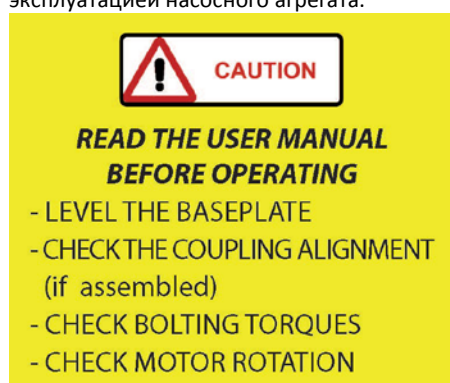 эксплуатацией насосного агрегата.
CAUTION
READ THE USER MANUAL
BEFORE OPERATING
- LEVEL THE BASEPLATE
- CHECK THE COUPLING ALIGNMENT
(if assembled)
- CHECK BOLTING TORQUES
- CHECK MOTOR ROTATION